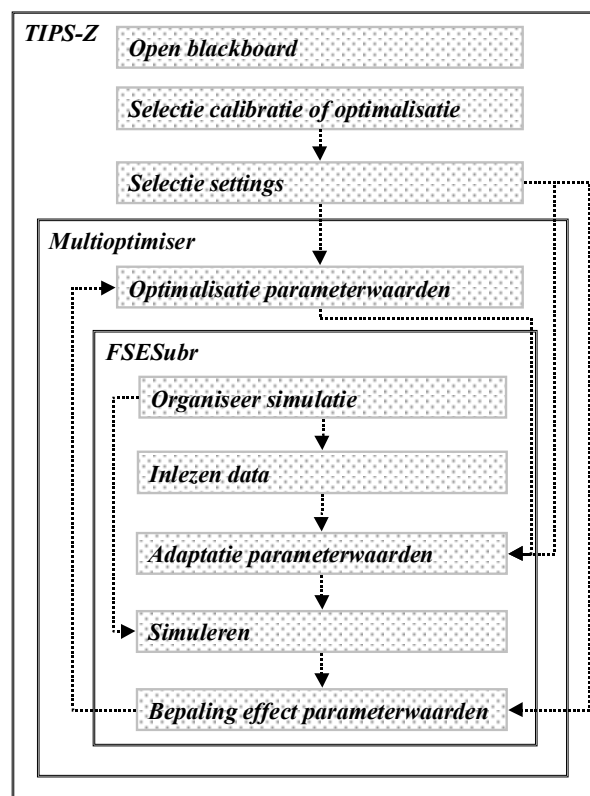 TIPS-Z
Open blackboard
Selectie calibratie of optimalisatie
Selectie settings
Multioptimiser
Optimalisatie parameterwaarden
FSESubr
Organiseer simulatie
Inlezen data
Adaptatie parameterwaarden
Simuleren
Bepaling effect parameterwaarden